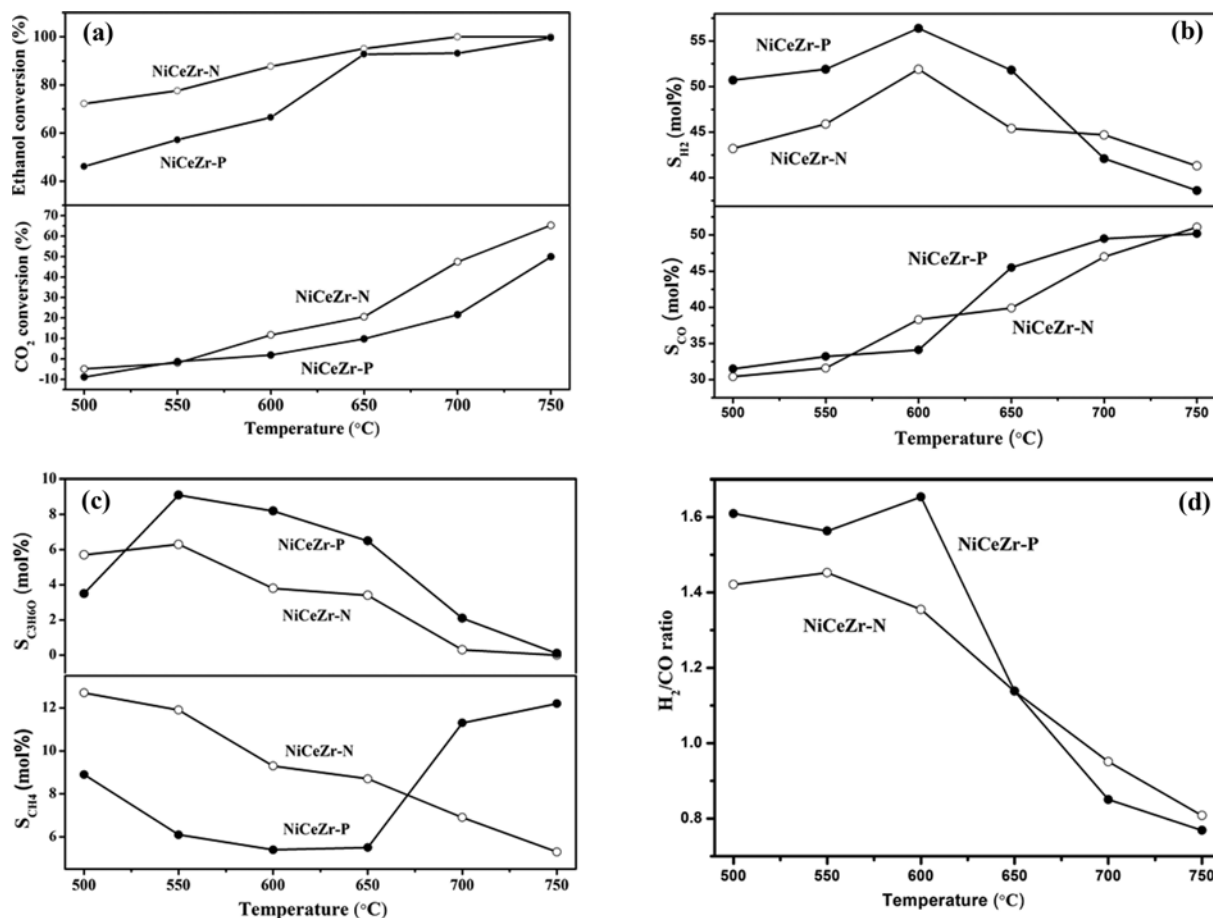 (a)
Ethanol conversion (%)
100
80
60
40
NiCeZr-N
NiCeZr-P
CO2 conversion (%)
70
60
50
40
30
20
10
0
-10
NiCeZr-N
NiCeZr-P
500 550 600 650 700 750
Temperature (°C)
(b)
SH2 (mol%)
55
50
45
40
NiCeZr-P
NiCeZr-N
SCO (mol%)
50
45
40
35
30
NiCeZr-P
NiCeZr-N
500 550 600 650 700 750
Temperature (°C)
(c)
SC3H6O (mol%)
10
8
6
4
2
0
NiCeZr-P
NiCeZr-N
SCH4 (mol%)
12
10
8
6
NiCeZr-N
NiCeZr-P
500 550 600 650 700 750
Temperature (°C)
(d)
H2/CO ratio
1.6
1.4
1.2
1.0
0.8
NiCeZr-P
NiCeZr-N
500 550 600 650 700 750
Temperature (°C)